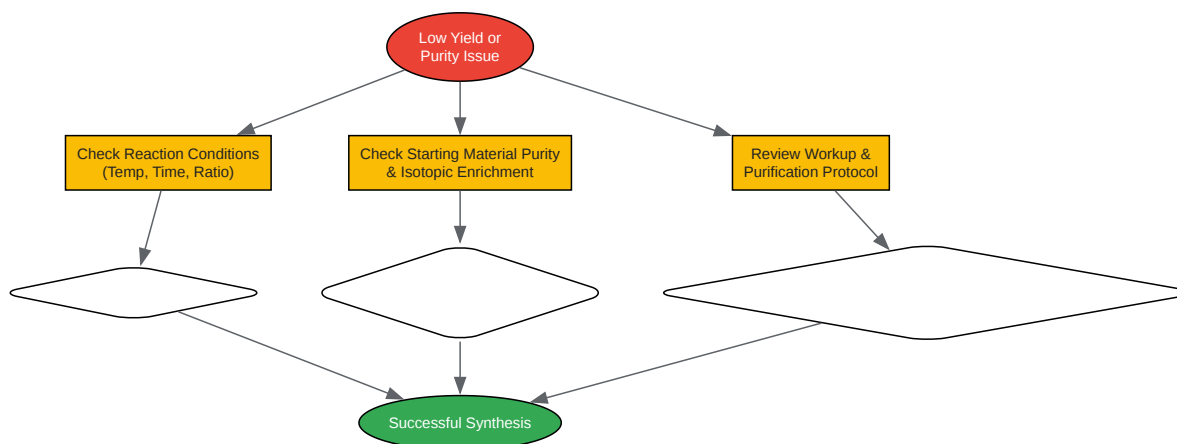 Low Yield or
Purity Issue
Check Reaction Conditions
(Temp, Time, Ratio)
Check Starting Material Purity
& Isotopic Enrichment
Review Workup &
Purification Protocol
Successful Synthesis